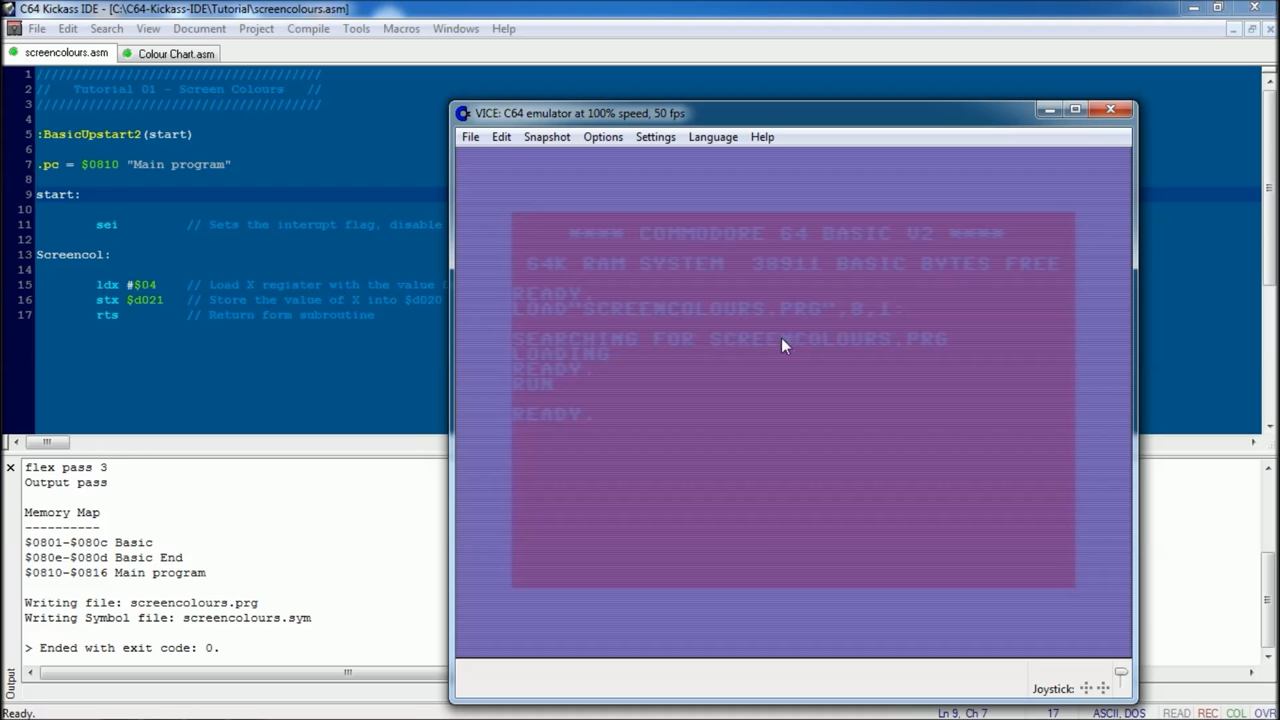 C64 Kickass IDE - [C:\C64-Kickass-IDE\Tutorial\screencolours.asm]
File Edit Search View Document Project Compile Tools Macros Windows Help
screencolours.asm Colour Chart.asm
1 ///////////////////////////////////////
2 // Tutorial 01 - Screen Colours //
3 ///////////////////////////////////////
4
5 :BasicUpstart2(start)
6
7 .pc = $0810 "Main program"
8
9 start:
10
11 sei // Sets the interupt flag, disable
12
13 Screencol:
14
15 ldx #$04 // Load X register with the value
16 stx $d021 // Store the value of X into $d020
17 rts // Return form subroutine
VICE: C64 emulator at 100% speed, 50 fps
File Edit Snapshot Options Settings Language Help
**** COMMODORE 64 BASIC V2 ****
64K RAM SYSTEM 38911 BASIC BYTES FREE
READY.
LOAD"SCREENCOLOURS.PRG",8,1:
SEARCHING FOR SCREENCOLOURS.PRG
LOADING
READY.
RUN
READY.
Joystick:
flex pass 3
Output pass
Memory Map
----------
$0801-$080c Basic
$080e-$080d Basic End
$0810-$0816 Main program
Writing file: screencolours.prg
Writing Symbol file: screencolours.sym
> Ended with exit code: 0.
Output
Ready. Ln 9, Ch 7 17 ASCII, DOS READ REC COL OVR